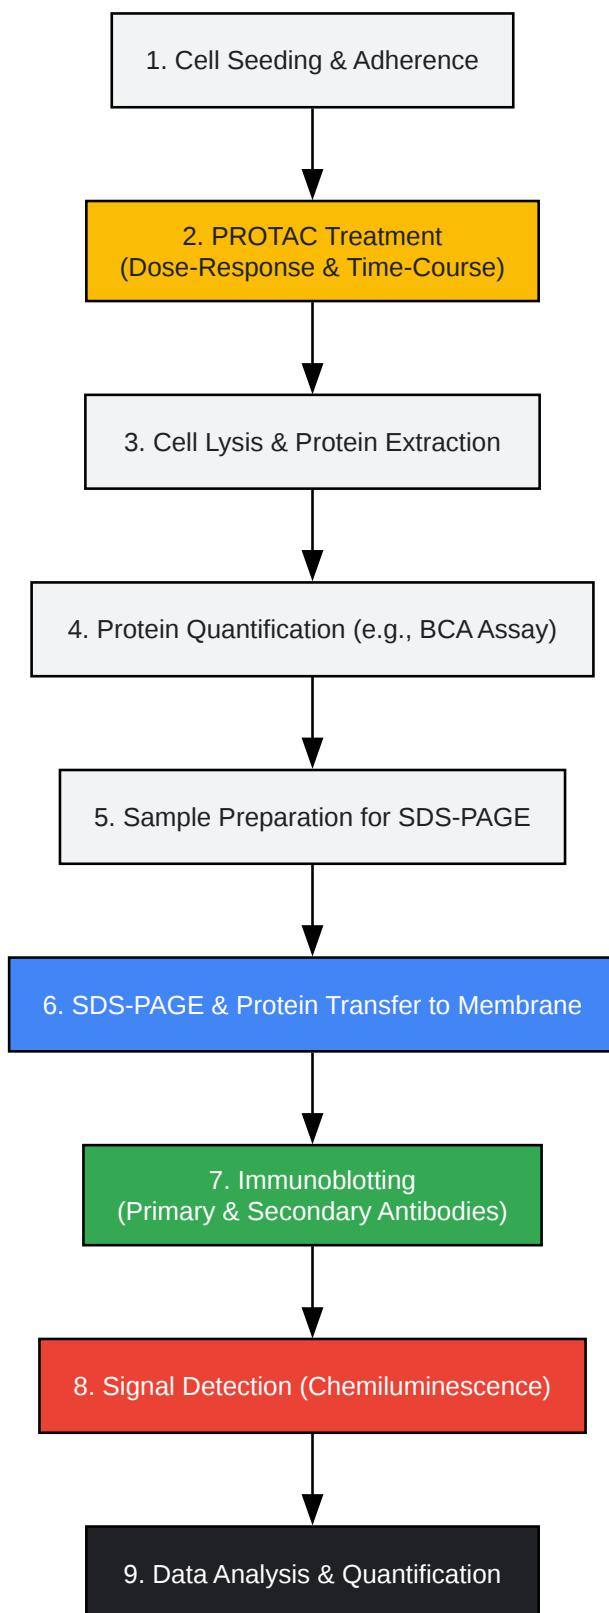 1. Cell Seeding & Adherence
2. PROTAC Treatment
(Dose-Response & Time-Course)
3. Cell Lysis & Protein Extraction
4. Protein Quantification (e.g., BCA Assay)
5. Sample Preparation for SDS-PAGE
6. SDS-PAGE & Protein Transfer to Membrane
7. Immunoblotting
(Primary & Secondary Antibodies)
8. Signal Detection (Chemiluminescence)
9. Data Analysis & Quantification